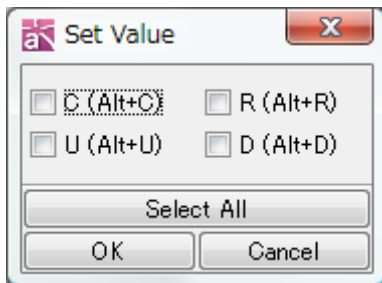 Set Value
C (Alt+C) R (Alt+R)
U (Alt+U) D (Alt+D)
Select All
OK Cancel